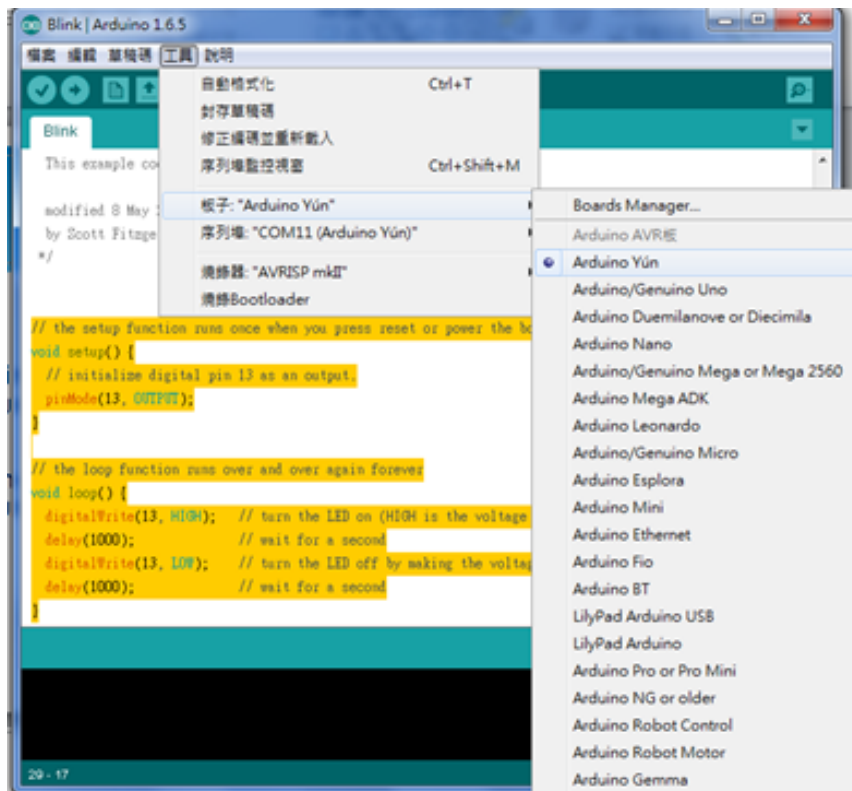 Blink | Arduino 1.6.5
檔案 編輯 草稿碼 工具 說明
自動格式化 Ctrl+T
封存草稿碼
修正編碼並重新載入
序列埠監控視窗 Ctrl+Shift+M
板子: "Arduino Yún"
序列埠: "COM11 (Arduino Yún)"
燒錄器: "AVRISP mkII"
燒錄Bootloader
Boards Manager...
Arduino AVR板
Arduino Yún
Arduino/Genuino Uno
Arduino Duemilanove or Diecimila
Arduino Nano
Arduino/Genuino Mega or Mega 2560
Arduino Mega ADK
Arduino Leonardo
Arduino/Genuino Micro
Arduino Esplora
Arduino Mini
Arduino Ethernet
Arduino Fio
Arduino BT
LilyPad Arduino USB
LilyPad Arduino
Arduino Pro or Pro Mini
Arduino NG or older
Arduino Robot Control
Arduino Robot Motor
Arduino Gemma
Blink
This example co
modified 8 May
by Scott Fitzge
*/
// the setup function runs once when you press reset or power the bo
void setup() {
// initialize digital pin 13 as an output.
pinMode(13, OUTPUT);
}
// the loop function runs over and over again forever
void loop() {
digitalWrite(13, HIGH); // turn the LED on (HIGH is the voltage
delay(1000); // wait for a second
digitalWrite(13, LOW); // turn the LED off by making the voltag
delay(1000); // wait for a second
}
29 - 17